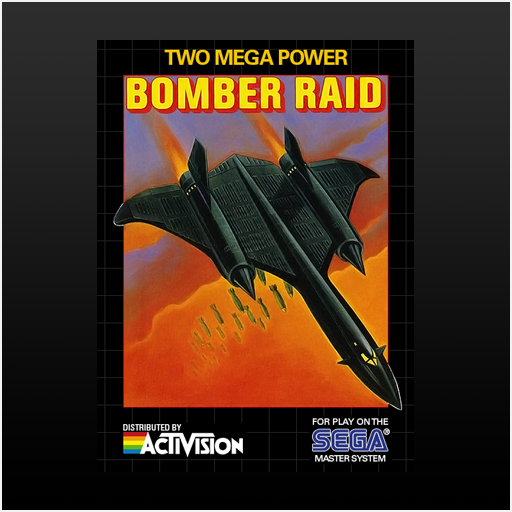 TWO MEGA POWER
BOMBER RAID
DISTRIBUTED BY
ACTIVISION
FOR PLAY ON THE
SEGA®
MASTER SYSTEM